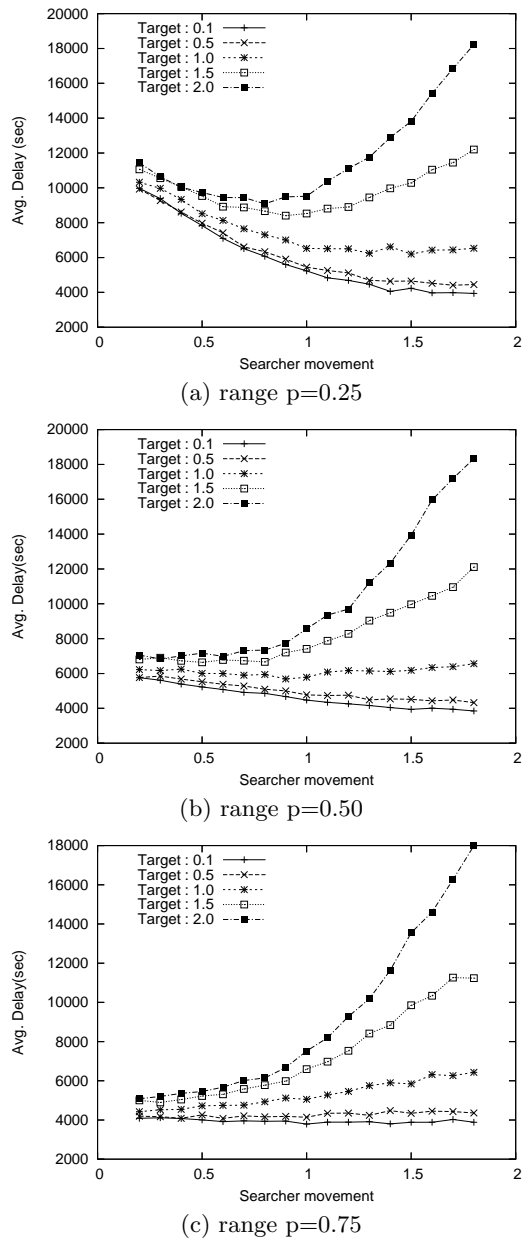 20000
18000
16000
14000
12000
10000
8000
6000
4000
2000
Avg. Delay (sec)
Target : 0.1
Target : 0.5
Target : 1.0
Target : 1.5
Target : 2.0
0 0.5 1 1.5 2
Searcher movement
(a) range p=0.25
20000
18000
16000
14000
12000
10000
8000
6000
4000
2000
Avg. Delay(sec)
Target : 0.1
Target : 0.5
Target : 1.0
Target : 1.5
Target : 2.0
0 0.5 1 1.5 2
Searcher movement
(b) range p=0.50
18000
16000
14000
12000
10000
8000
6000
4000
2000
Avg. Delay(sec)
Target : 0.1
Target : 0.5
Target : 1.0
Target : 1.5
Target : 2.0
0 0.5 1 1.5 2
Searcher movement
(c) range p=0.75